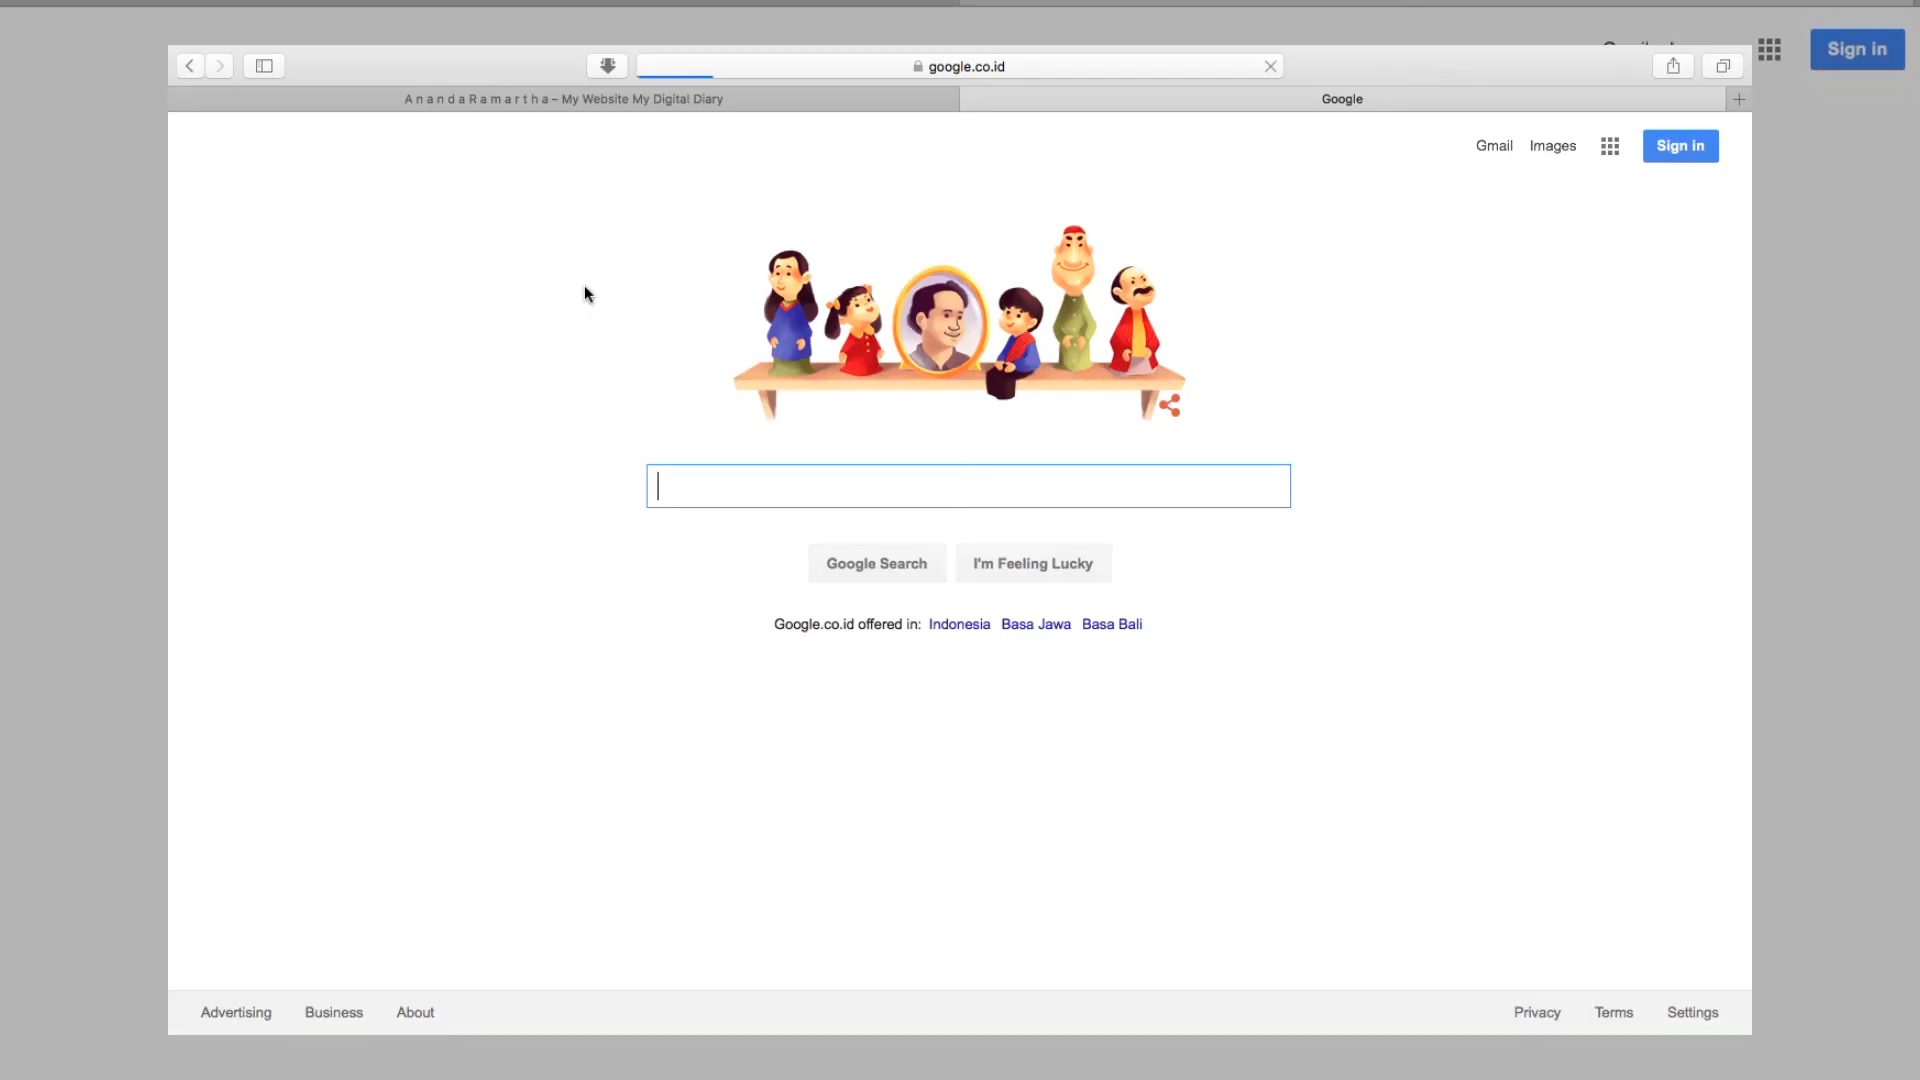 Sign in
google.co.id
A n a n d a R a m a r t h a – My Website My Digital Diary
Google
Gmail Images Sign in
Google Search I'm Feeling Lucky
Google.co.id offered in: Indonesia Basa Jawa Basa Bali
Advertising Business About Privacy Terms Settings